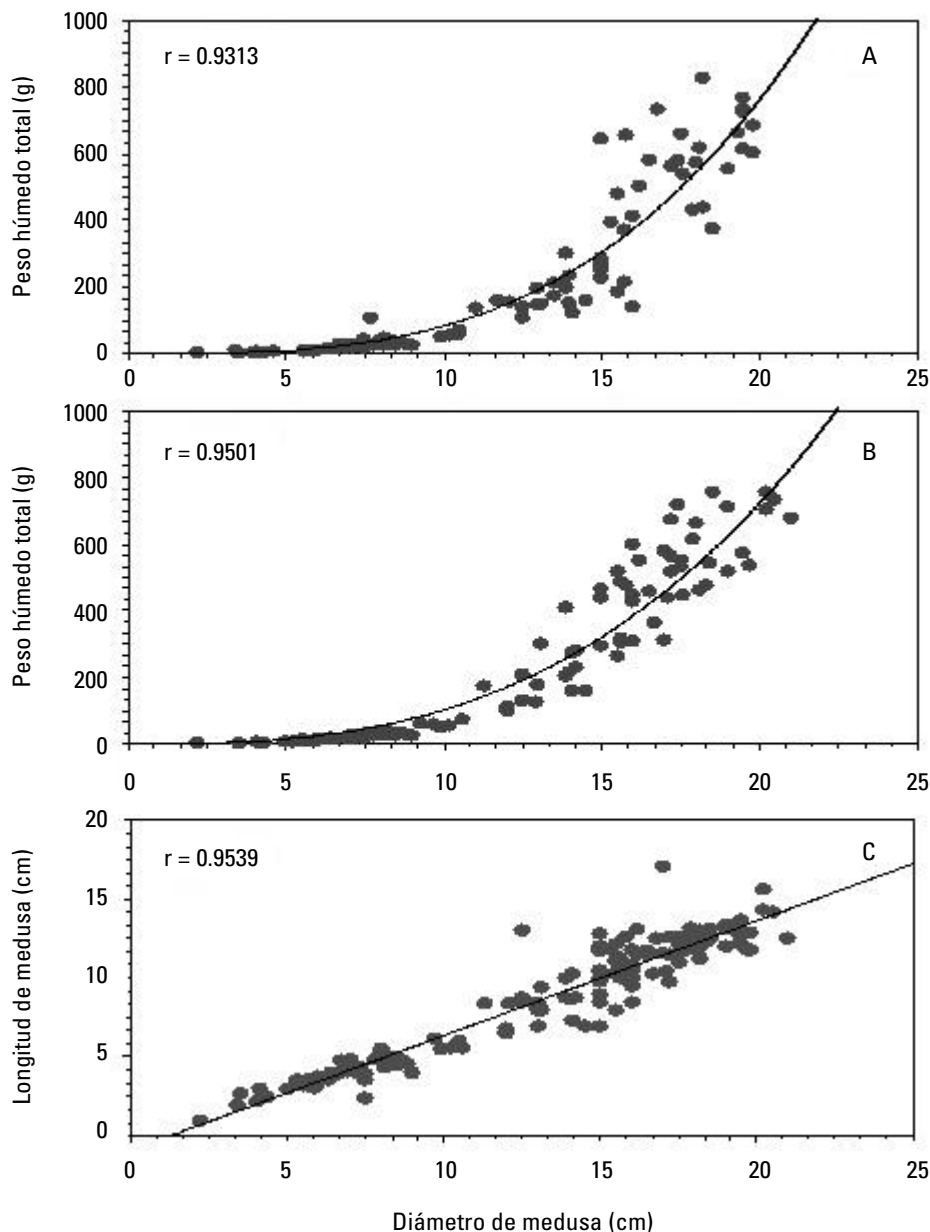 1000
800
600
400
200
0
r = 0.9313
A
Peso húmedo total (g)
0 5 10 15 20 25
1000
800
600
400
200
0
r = 0.9501
B
Peso húmedo total (g)
0 5 10 15 20 25
20
15
10
5
0
r = 0.9539
C
Longitud de medusa (cm)
0 5 10 15 20 25
Diámetro de medusa (cm)